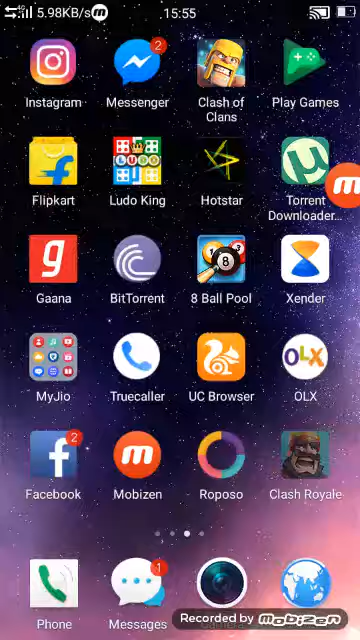 4G 5.98KB/s 15:55
2
Instagram Messenger Clash of Clans Play Games
LUDO
Flipkart Ludo King Hotstar Torrent Downloader...
8
Gaana BitTorrent 8 Ball Pool Xender
OLX
MyJio Truecaller UC Browser OLX
2
Facebook Mobizen Roposo Clash Royale
1
Phone Messages
Recorded by mobizen